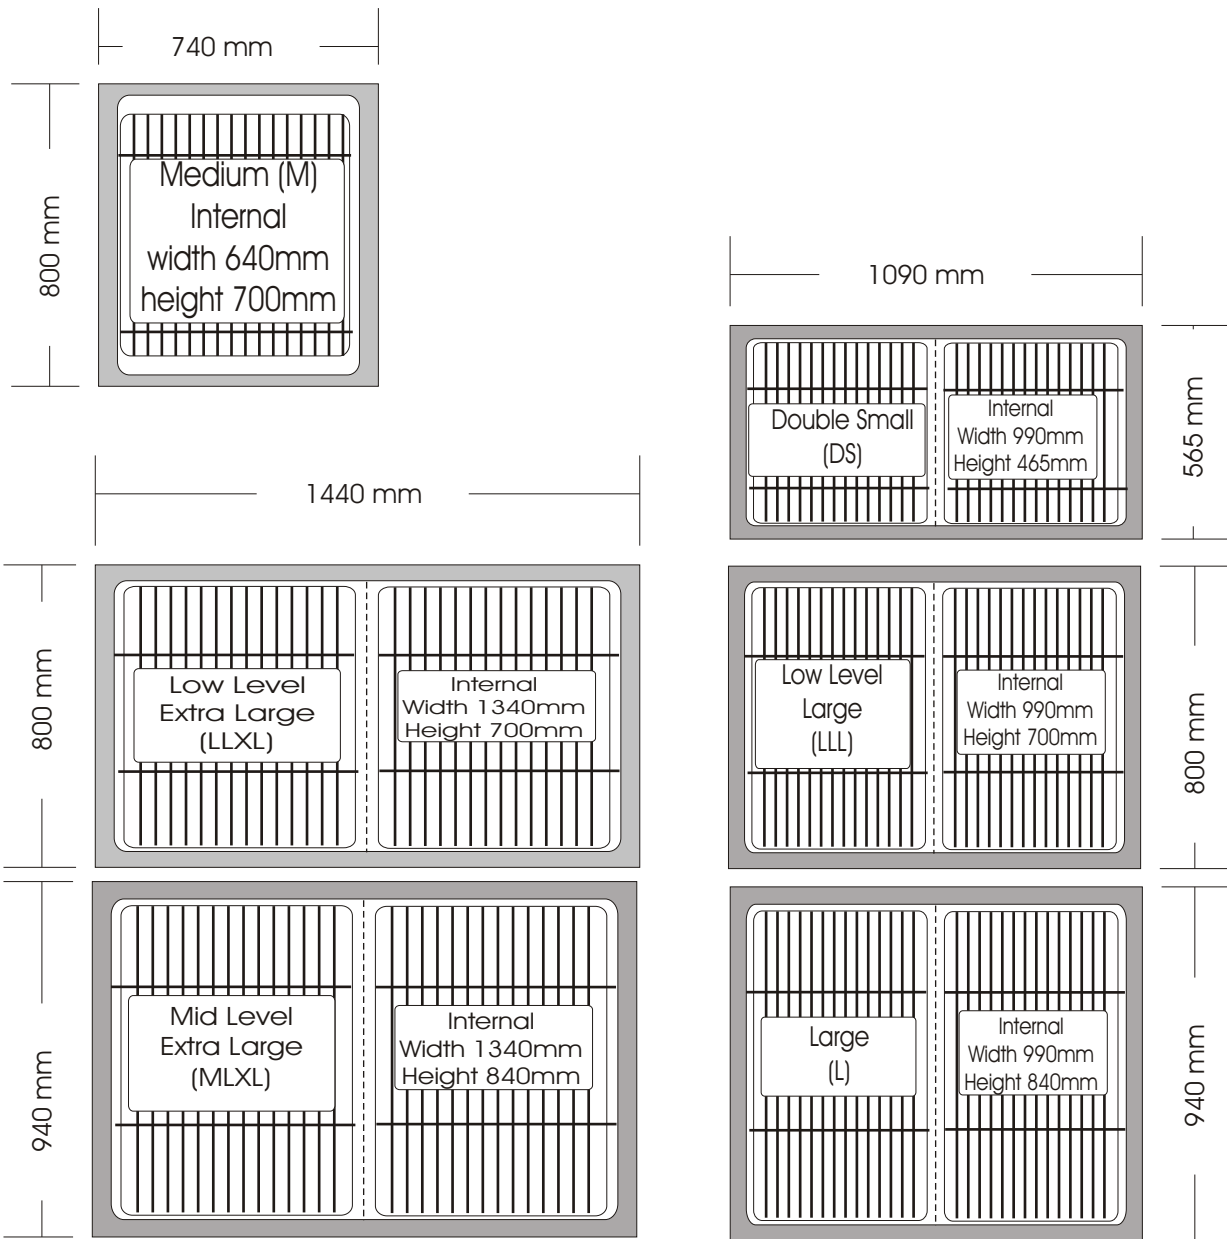 740 mm
800 mm
Medium (M)
Internal
width 640mm
height 700mm
1090 mm
565 mm
Double Small
(DS)
Internal
Width 990mm
Height 465mm
1440 mm
800 mm
Low Level
Extra Large
(LLXL)
Internal
Width 1340mm
Height 700mm
Low Level
Large
(LLL)
Internal
Width 990mm
Height 700mm
800 mm
940 mm
Mid Level
Extra Large
(MLXL)
Internal
Width 1340mm
Height 840mm
Large
(L)
Internal
Width 990mm
Height 840mm
940 mm